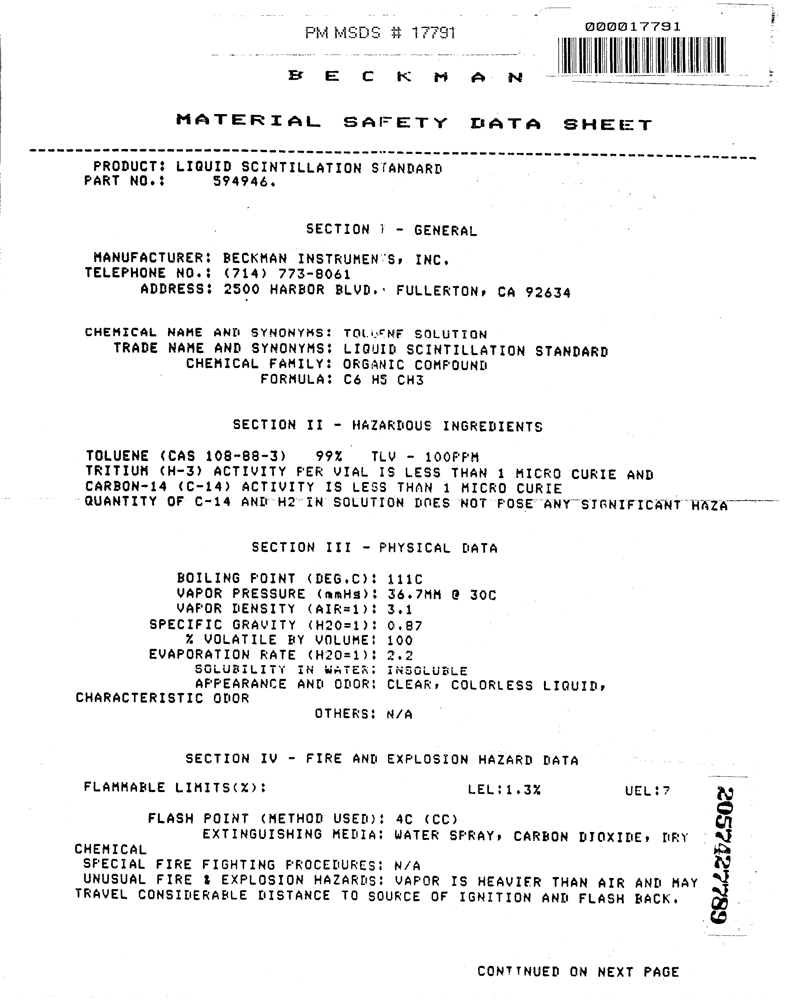 PM MSDS # 17791
000017791
BECKMAN
MATERIAL SAFETY DATA SHEET
PRODUCT: LIQUID SCINTILLATION STANDARD
PART NO.: 594946.
SECTION I - GENERAL
MANUFACTURER: BECKMAN INSTRUMEN'S, INC.
TELEPHONE NO.: (714) 773-8061
ADDRESS: 2500 HARBOR BLVD., FULLERTON, CA 92634
CHEMICAL NAME AND SYNONYMS: TOLUENE SOLUTION
TRADE NAME AND SYNONYMS: LIQUID SCINTILLATION STANDARD
CHEMICAL FAMILY: ORGANIC COMPOUND
FORMULA: C6 H5 CH3
SECTION II - HAZARDOUS INGREDIENTS
TOLUENE (CAS 108-88-3) 99% TLV - 100PPM
TRITIUM (H-3) ACTIVITY PER VIAL IS LESS THAN 1 MICRO CURIE AND
CARBON-14 (C-14) ACTIVITY IS LESS THAN 1 MICRO CURIE
QUANTITY OF C-14 AND H2 IN SOLUTION DOES NOT POSE ANY SIGNIFICANT HAZA
SECTION III - PHYSICAL DATA
BOILING POINT (DEG.C): 111C
VAPOR PRESSURE (mmHg): 36.7MM @ 30C
VAPOR DENSITY (AIR=1): 3.1
SPECIFIC GRAVITY (H20=1): 0.87
% VOLATILE BY VOLUME: 100
EVAPORATION RATE (H20=1): 2.2
SOLUBILITY IN WATER: INSOLUBLE
APPEARANCE AND ODOR: CLEAR, COLORLESS LIQUID,
CHARACTERISTIC ODOR
OTHERS: N/A
SECTION IV - FIRE AND EXPLOSION HAZARD DATA
FLAMMABLE LIMITS(%): LEL:1.3% UEL:7
FLASH POINT (METHOD USED): 4C (CC)
EXTINGUISHING MEDIA: WATER SPRAY, CARBON DIOXIDE, DRY
CHEMICAL
SPECIAL FIRE FIGHTING PROCEDURES: N/A
UNUSUAL FIRE & EXPLOSION HAZARDS: VAPOR IS HEAVIER THAN AIR AND MAY
TRAVEL CONSIDERABLE DISTANCE TO SOURCE OF IGNITION AND FLASH BACK.
2057427789
CONTINUED ON NEXT PAGE